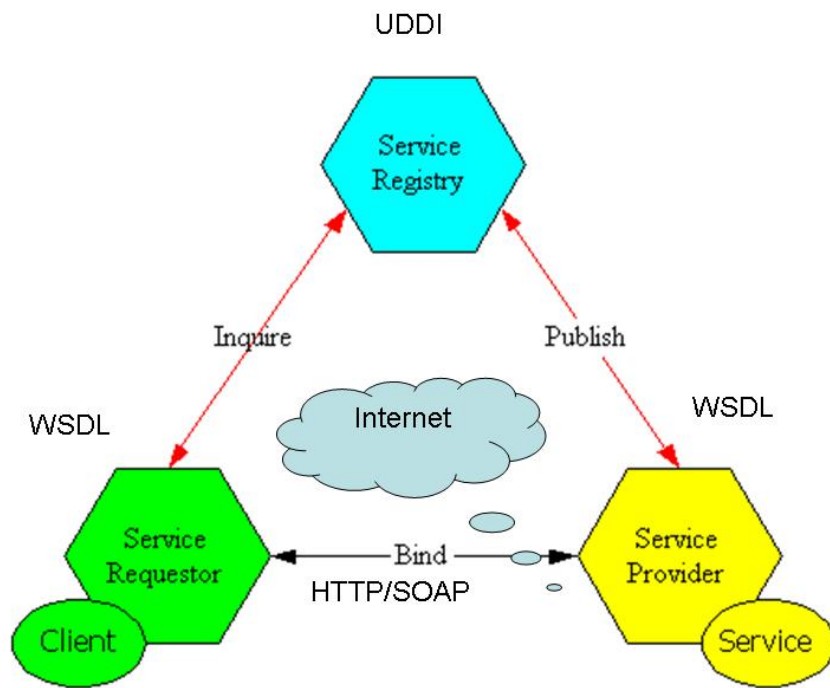 UDDI
Service
Registry
Inquire
Publish
Internet
WSDL
WSDL
Service
Requestor
Bind
HTTP/SOAP
Service
Provider
Client
Service